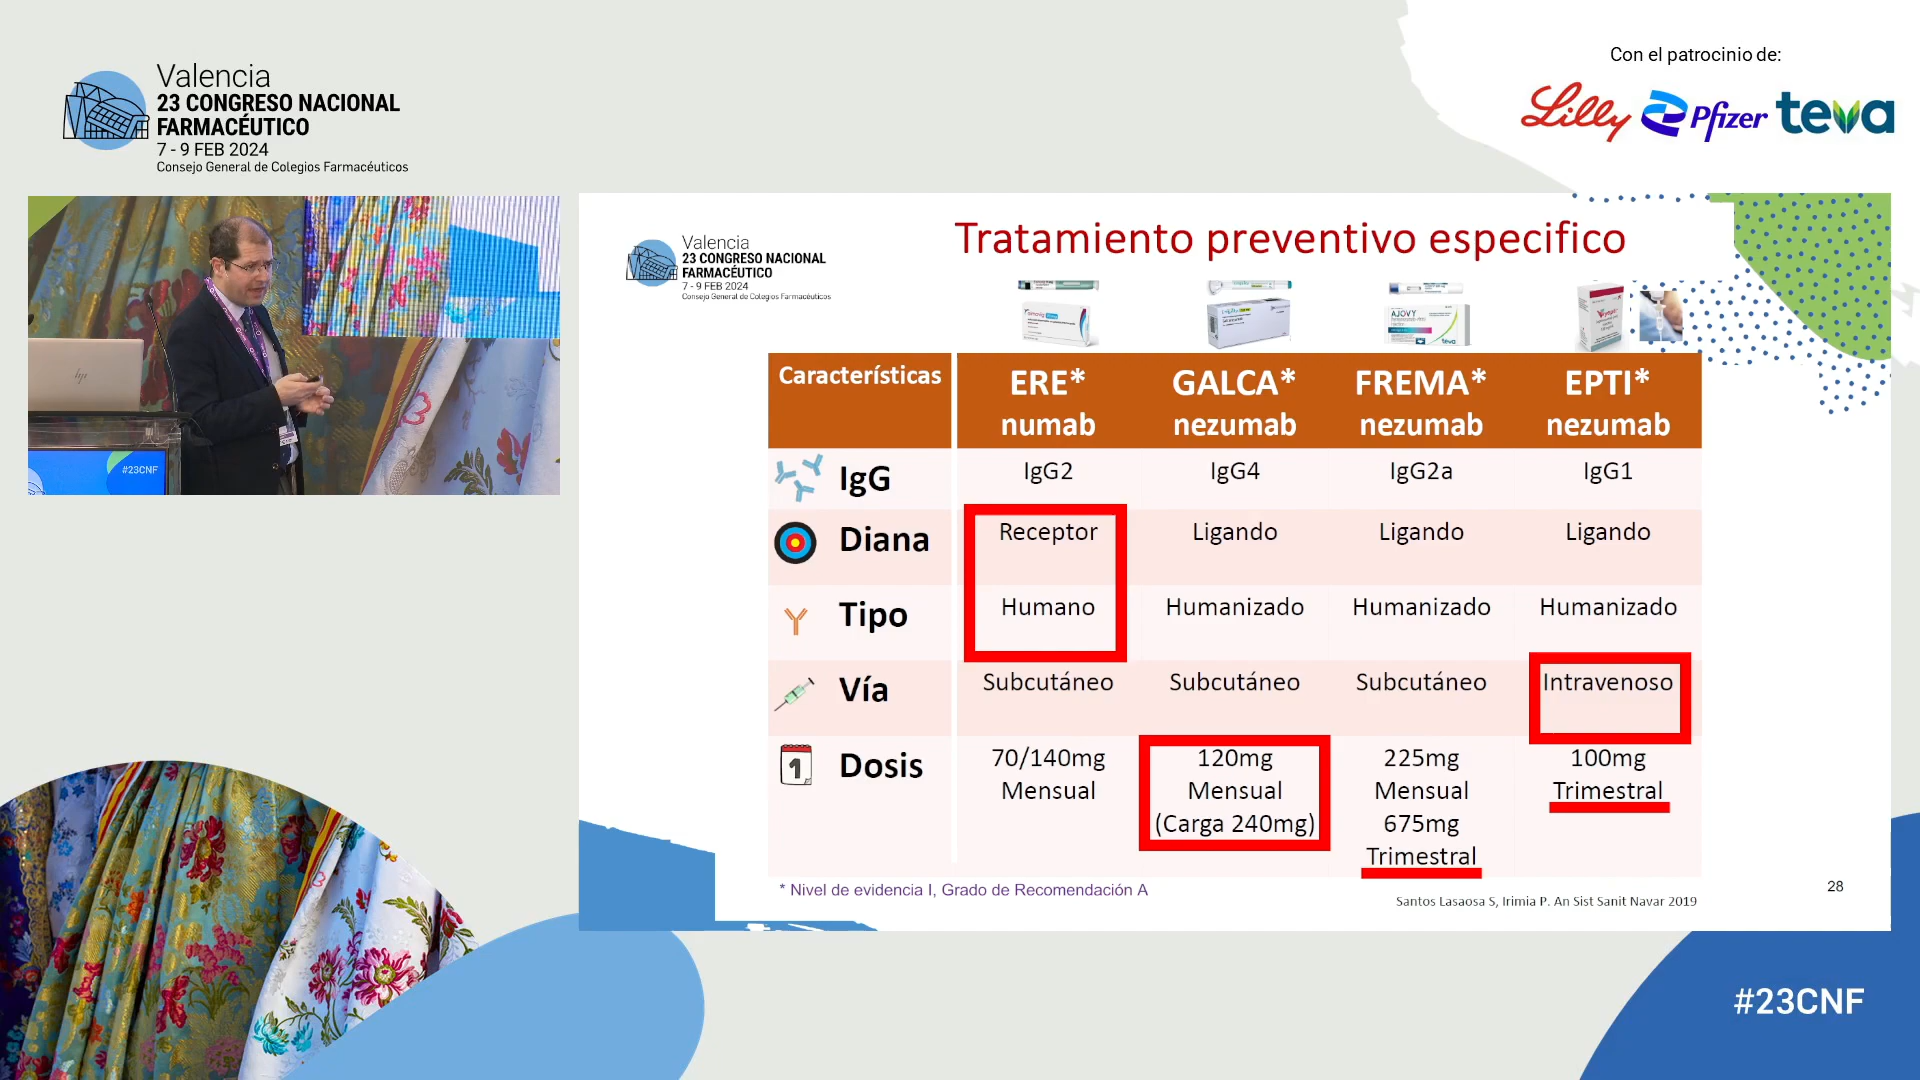 Valencia
23 CONGRESO NACIONAL
FARMACÉUTICO
7 - 9 FEB 2024
Consejo General de Colegios Farmacéuticos
Con el patrocinio de:
Lilly Pfizer teva
hp
#23CNF
Valencia
23 CONGRESO NACIONAL
FARMACÉUTICO
7 - 9 FEB 2024
Consejo General de Colegios Farmacéuticos
Tratamiento preventivo especifico
AJOVY
teva
Características
ERE*
numab
GALCA*
nezumab
FREMA*
nezumab
EPTI*
nezumab
IgG
IgG2
IgG4
IgG2a
IgG1
Diana
Receptor
Ligando
Ligando
Ligando
Tipo
Humano
Humanizado
Humanizado
Humanizado
Vía
Subcutáneo
Subcutáneo
Subcutáneo
Intravenoso
1
Dosis
70/140mg
Mensual
120mg
Mensual
(Carga 240mg)
225mg
Mensual
675mg
Trimestral
100mg
Trimestral
* Nivel de evidencia I, Grado de Recomendación A
28
Santos Lasaosa S, Irimia P. An Sist Sanit Navar 2019
#23CNF